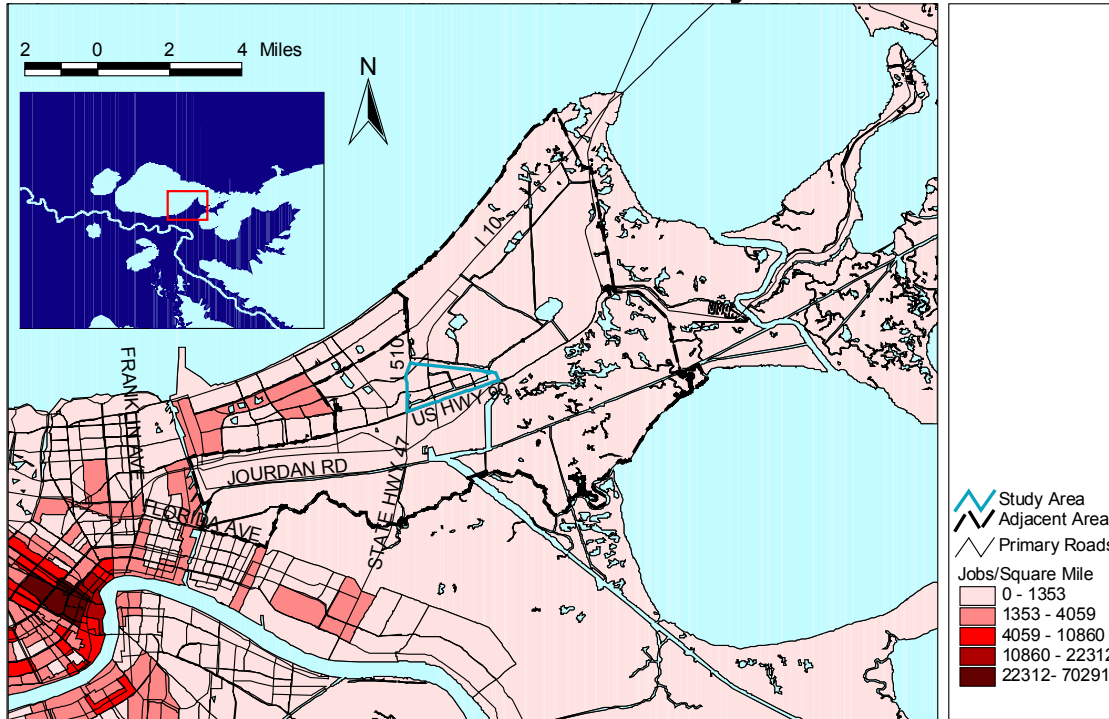 2 0 2 4 Miles
N
I 10
I 510
FRANKLIN AVE
US HWY 90
JOURDAN RD
STATE HWY 47
FLORIDA AVE
Study Area
Adjacent Area
Primary Roads
Jobs/Square Mile
0 - 1353
1353 - 4059
4059 - 10860
10860 - 22312
22312- 70291